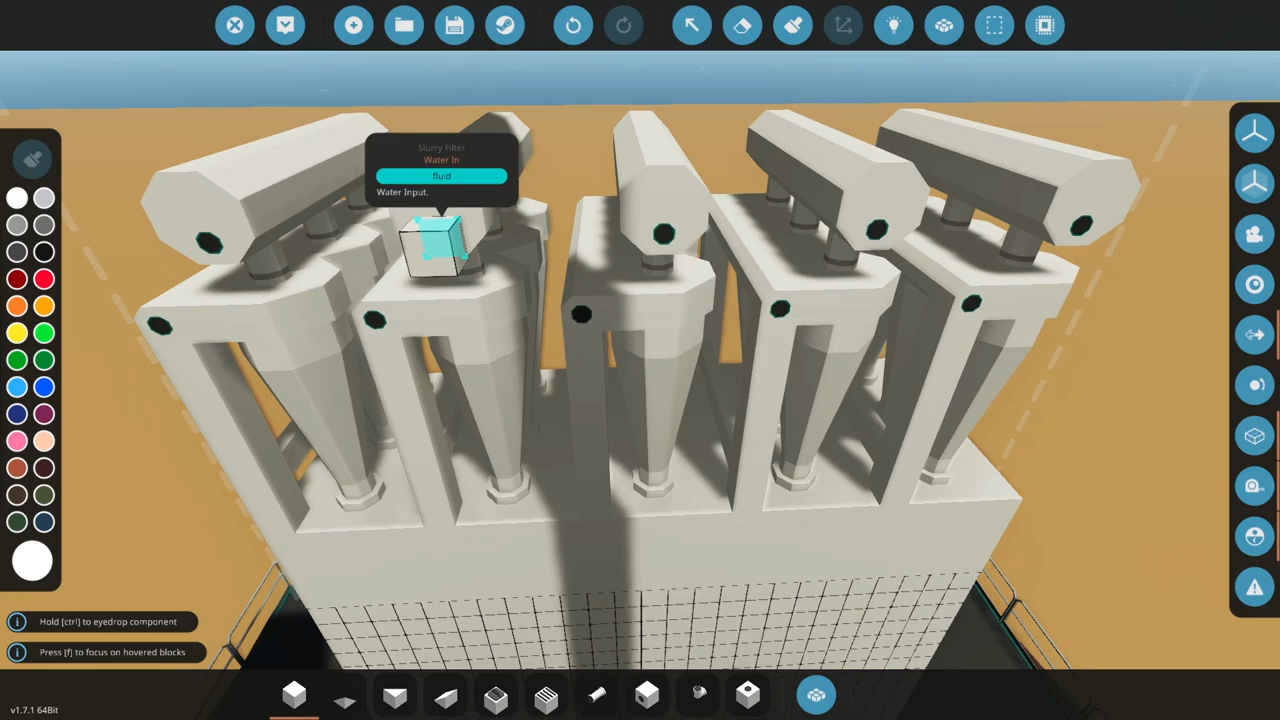 Slurry Filter
Water In
fluid
Water Input.
Hold [ctrl] to eyedrop component
Press [f] to focus on hovered blocks
v1.7.1 64Bit